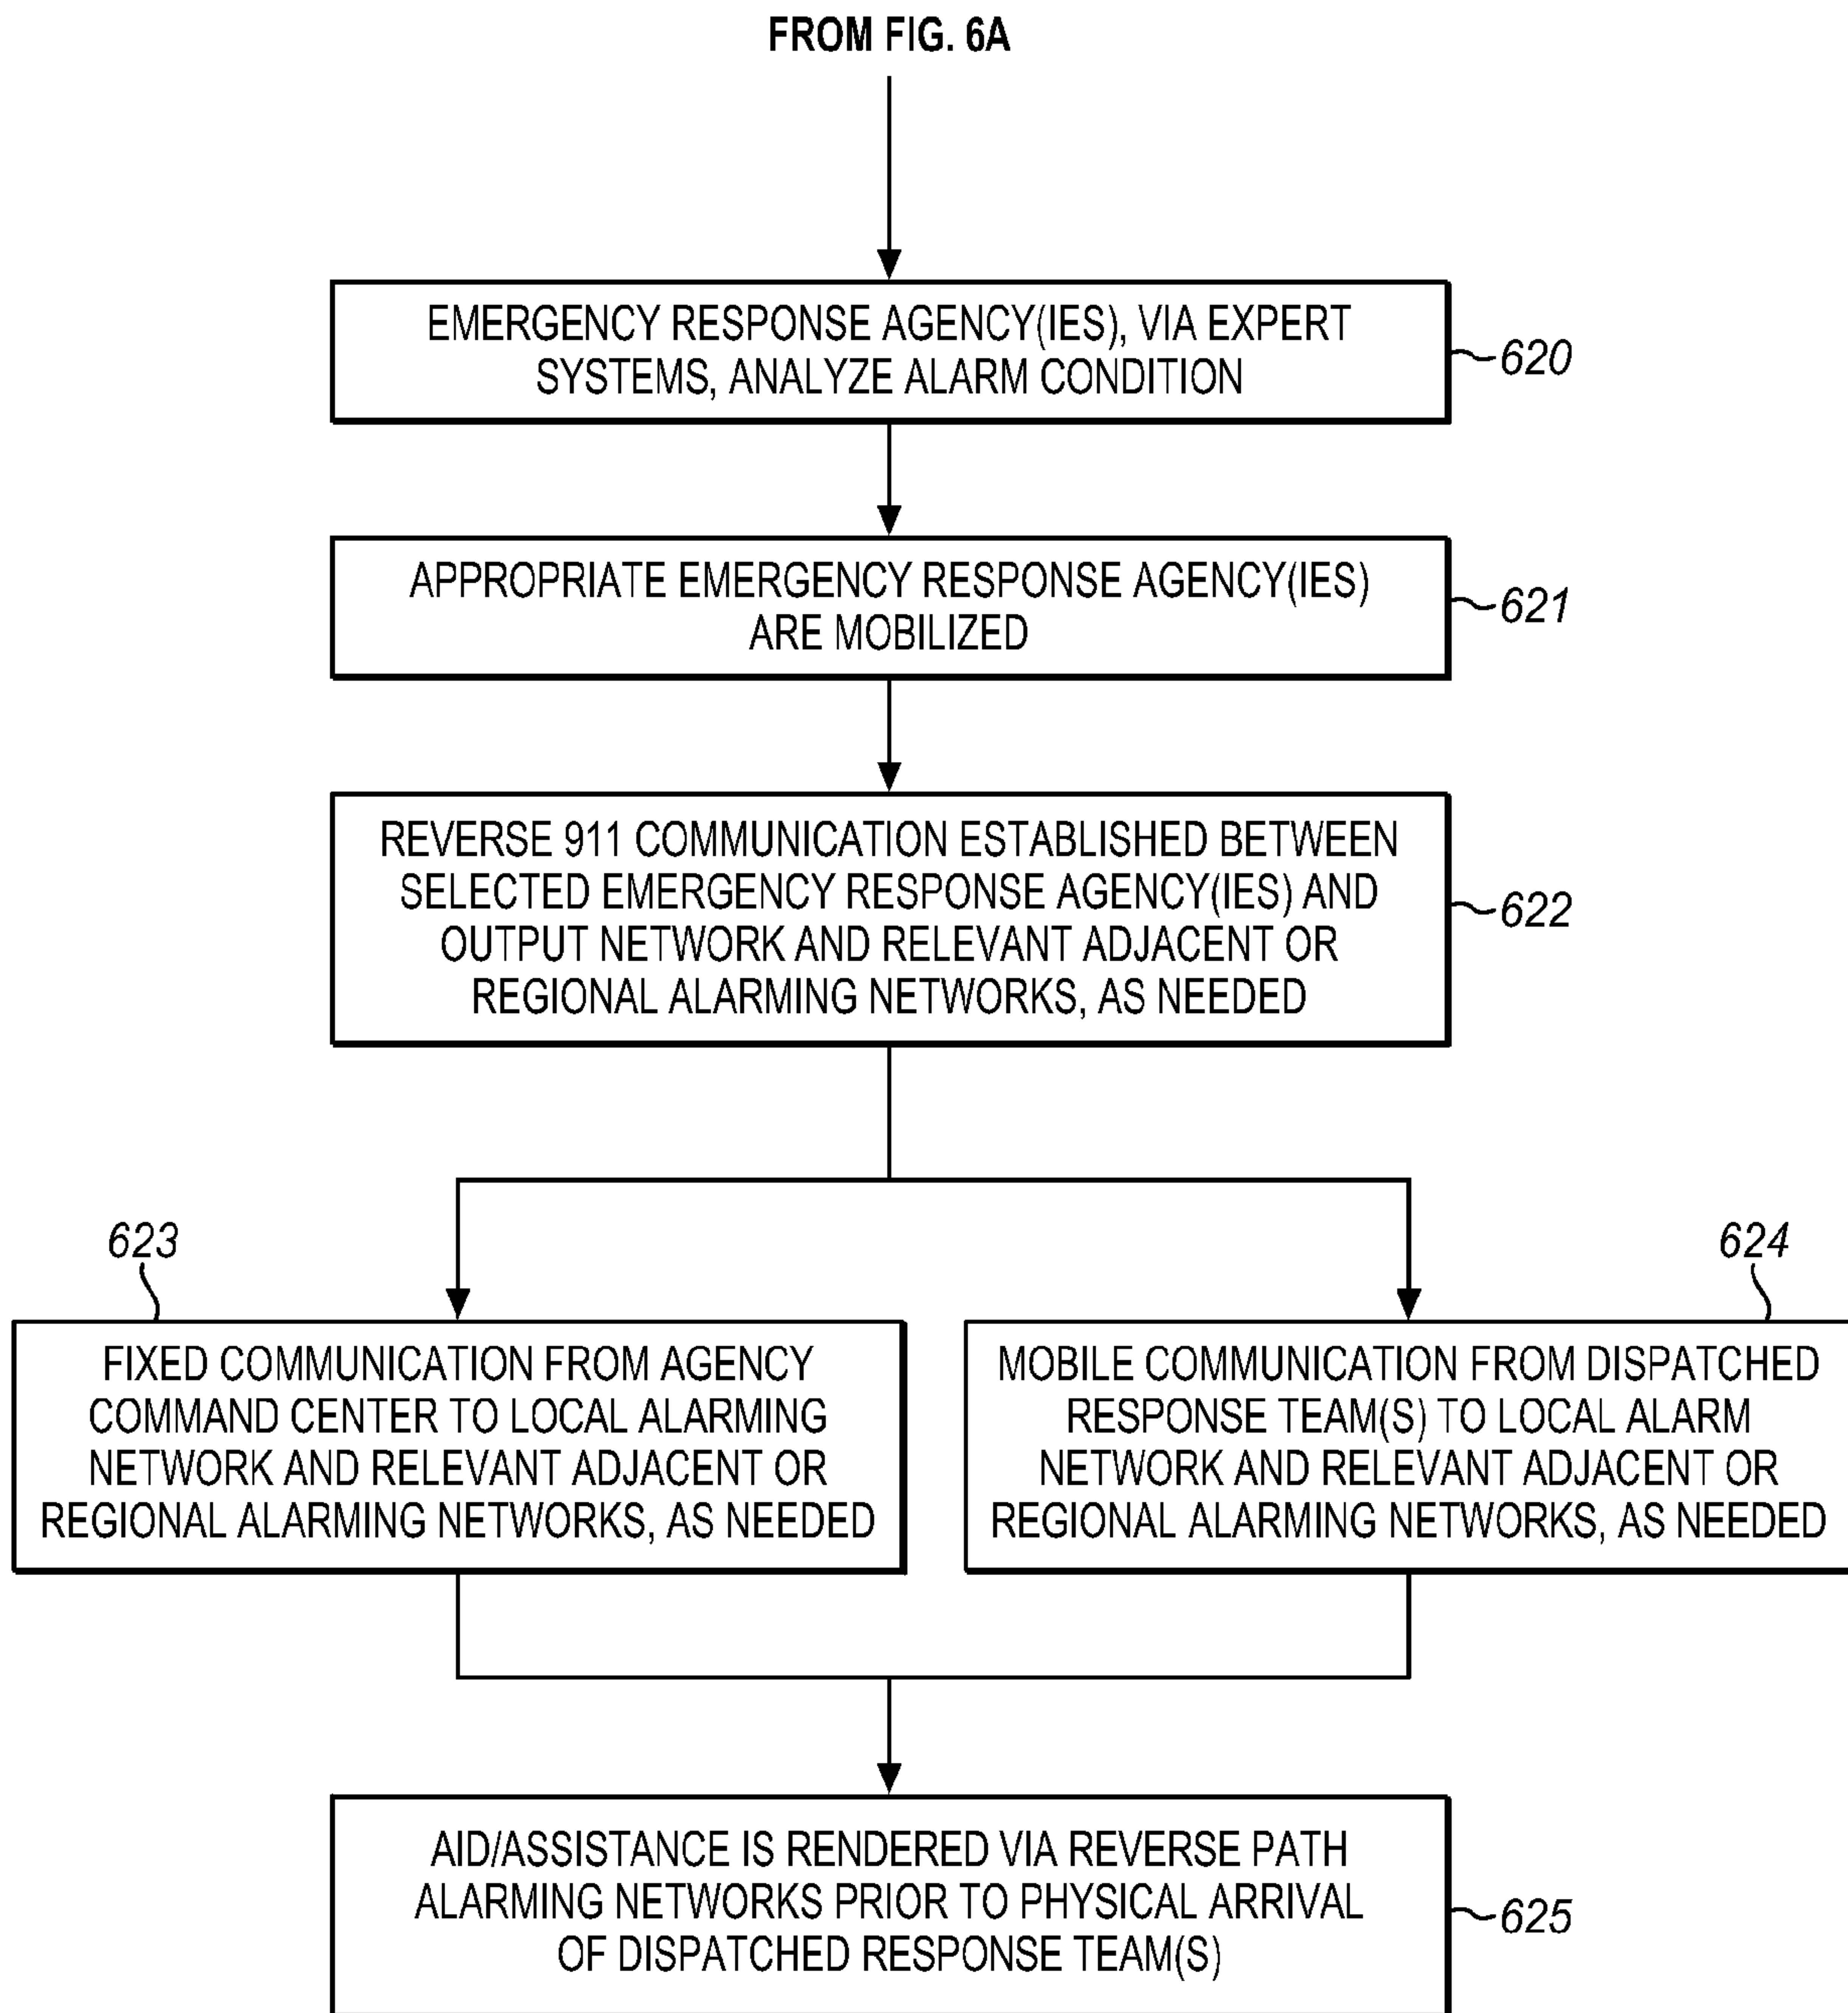 FROM FIG. 6A
EMERGENCY RESPONSE AGENCY(IES), VIA EXPERT
SYSTEMS, ANALYZE ALARM CONDITION
620
APPROPRIATE EMERGENCY RESPONSE AGENCY(IES)
ARE MOBILIZED
621
REVERSE 911 COMMUNICATION ESTABLISHED BETWEEN
SELECTED EMERGENCY RESPONSE AGENCY(IES) AND
OUTPUT NETWORK AND RELEVANT ADJACENT OR
REGIONAL ALARMING NETWORKS, AS NEEDED
622
623
FIXED COMMUNICATION FROM AGENCY
COMMAND CENTER TO LOCAL ALARMING
NETWORK AND RELEVANT ADJACENT OR
REGIONAL ALARMING NETWORKS, AS NEEDED
624
MOBILE COMMUNICATION FROM DISPATCHED
RESPONSE TEAM(S) TO LOCAL ALARM
NETWORK AND RELEVANT ADJACENT OR
REGIONAL ALARMING NETWORKS, AS NEEDED
AID/ASSISTANCE IS RENDERED VIA REVERSE PATH
ALARMING NETWORKS PRIOR TO PHYSICAL ARRIVAL
OF DISPATCHED RESPONSE TEAM(S)
625